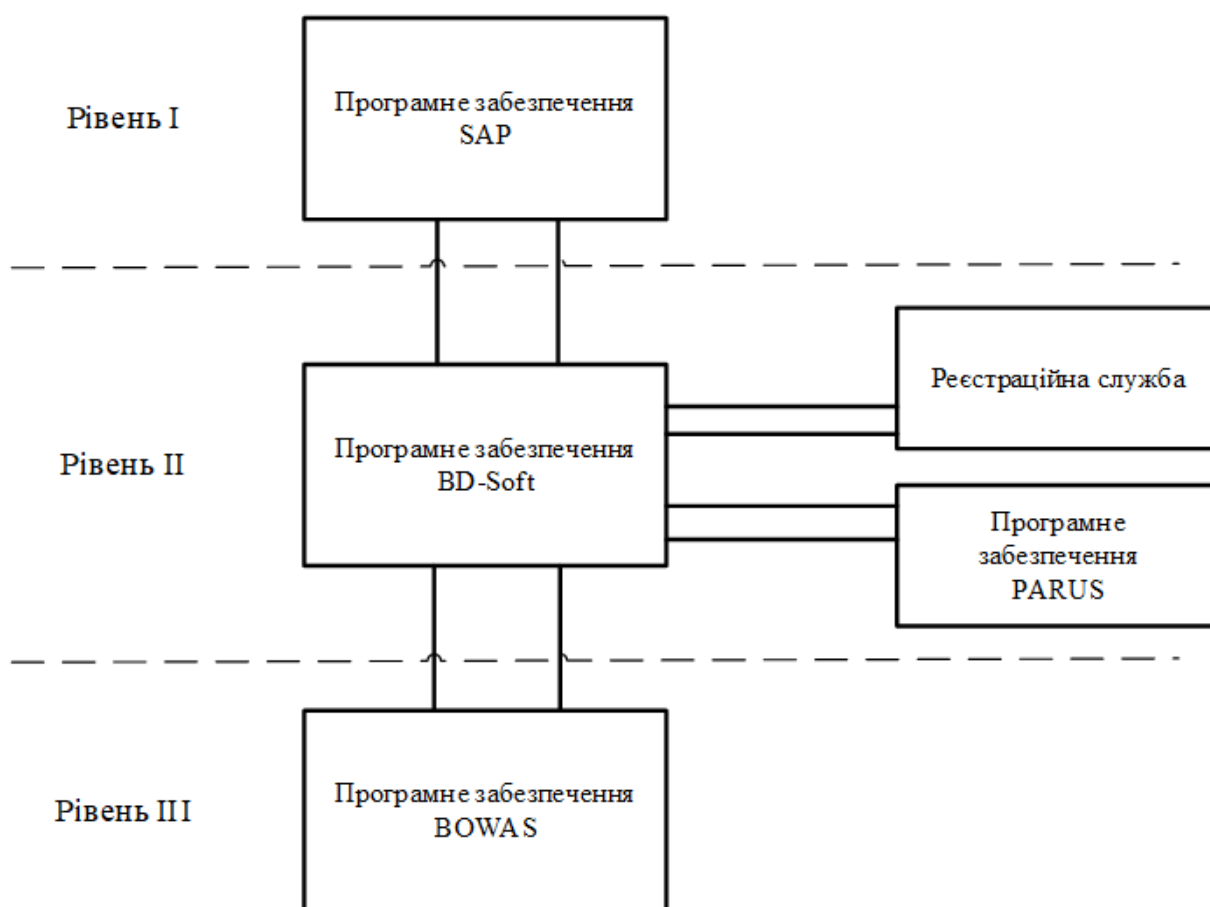 Рівень I
Програмне забезпечення
SAP
Рівень II
Програмне забезпечення
BD-Soft
Реєстраційна служба
Програмне
забезпечення
PARUS
Рівень III
Програмне забезпечення
BOWAS